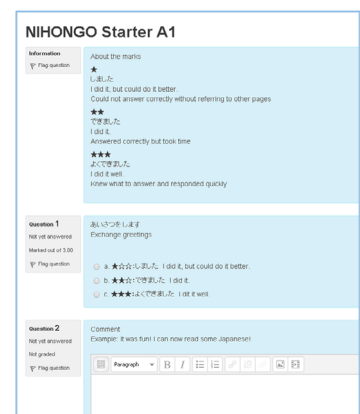 NIHONGO Starter A1
Information
Flag question
About the marks
★
しました
I did it, but could do it better.
Could not answer correctly without referring to other pages
★★
できました
I did it.
Answered correctly but took time
★★★
よくできました
I did it well.
Knew what to answer and responded quickly
Question 1
Not yet answered
Marked out of 3.00
Flag question
あいさつをします
Exchange greetings
a. ★☆☆:しました I did it, but could do it better.
b. ★★☆:できました I did it.
c. ★★★:よくできました I dit it well.
Question 2
Not yet answered
Not graded
Flag question
Comment
Example: It was fun! I can now read some Japanese!
Paragraph
B I